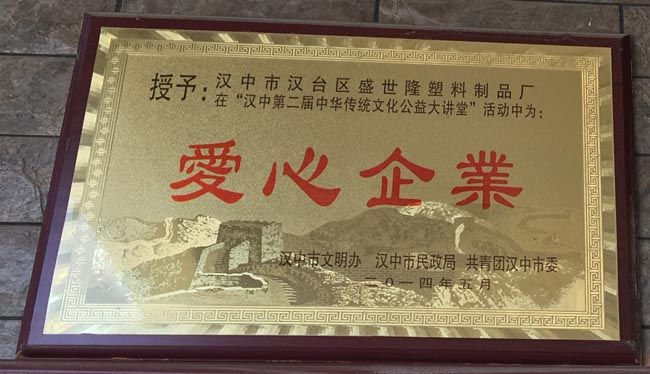 授予：汉中市汉台区盛世隆塑料制品厂
在“汉中第二届中华传统文化公益大讲堂”活动中为：
愛心企業
汉中市文明办 汉中市民政局 共青团汉中市委
二〇一四年五月